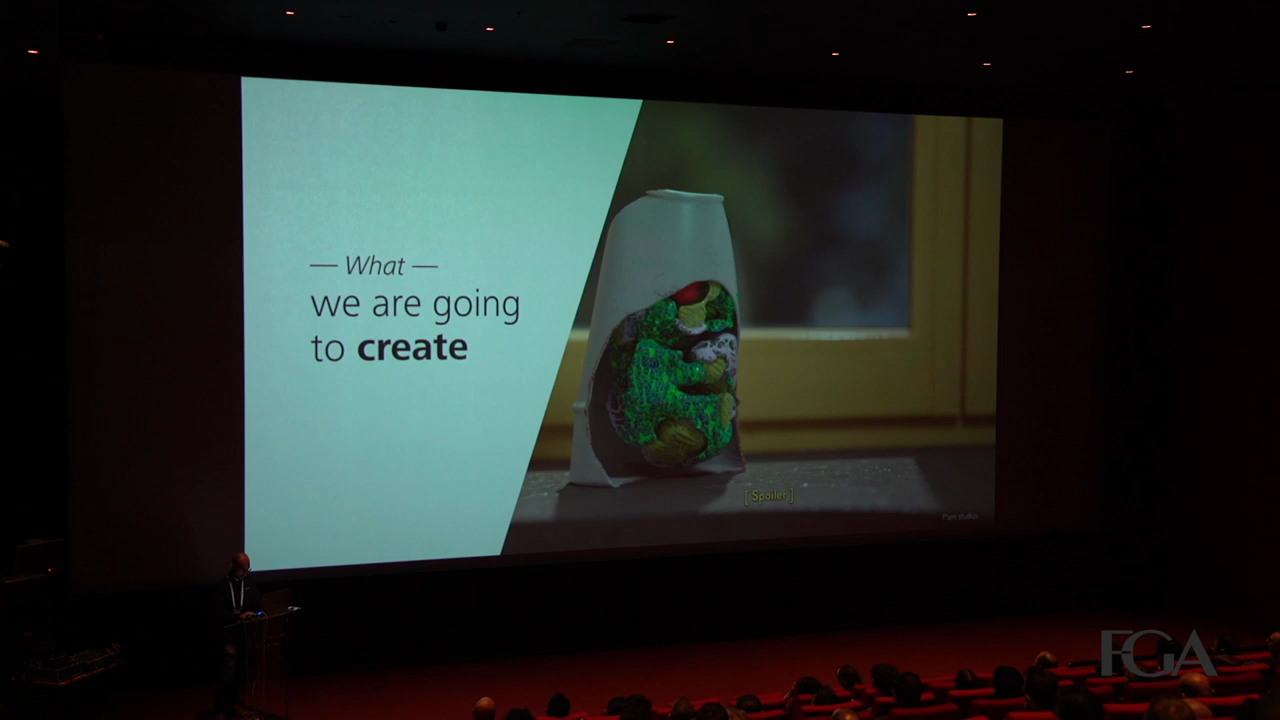 — What —
we are going
to create
[ Spoiler ]
FGA